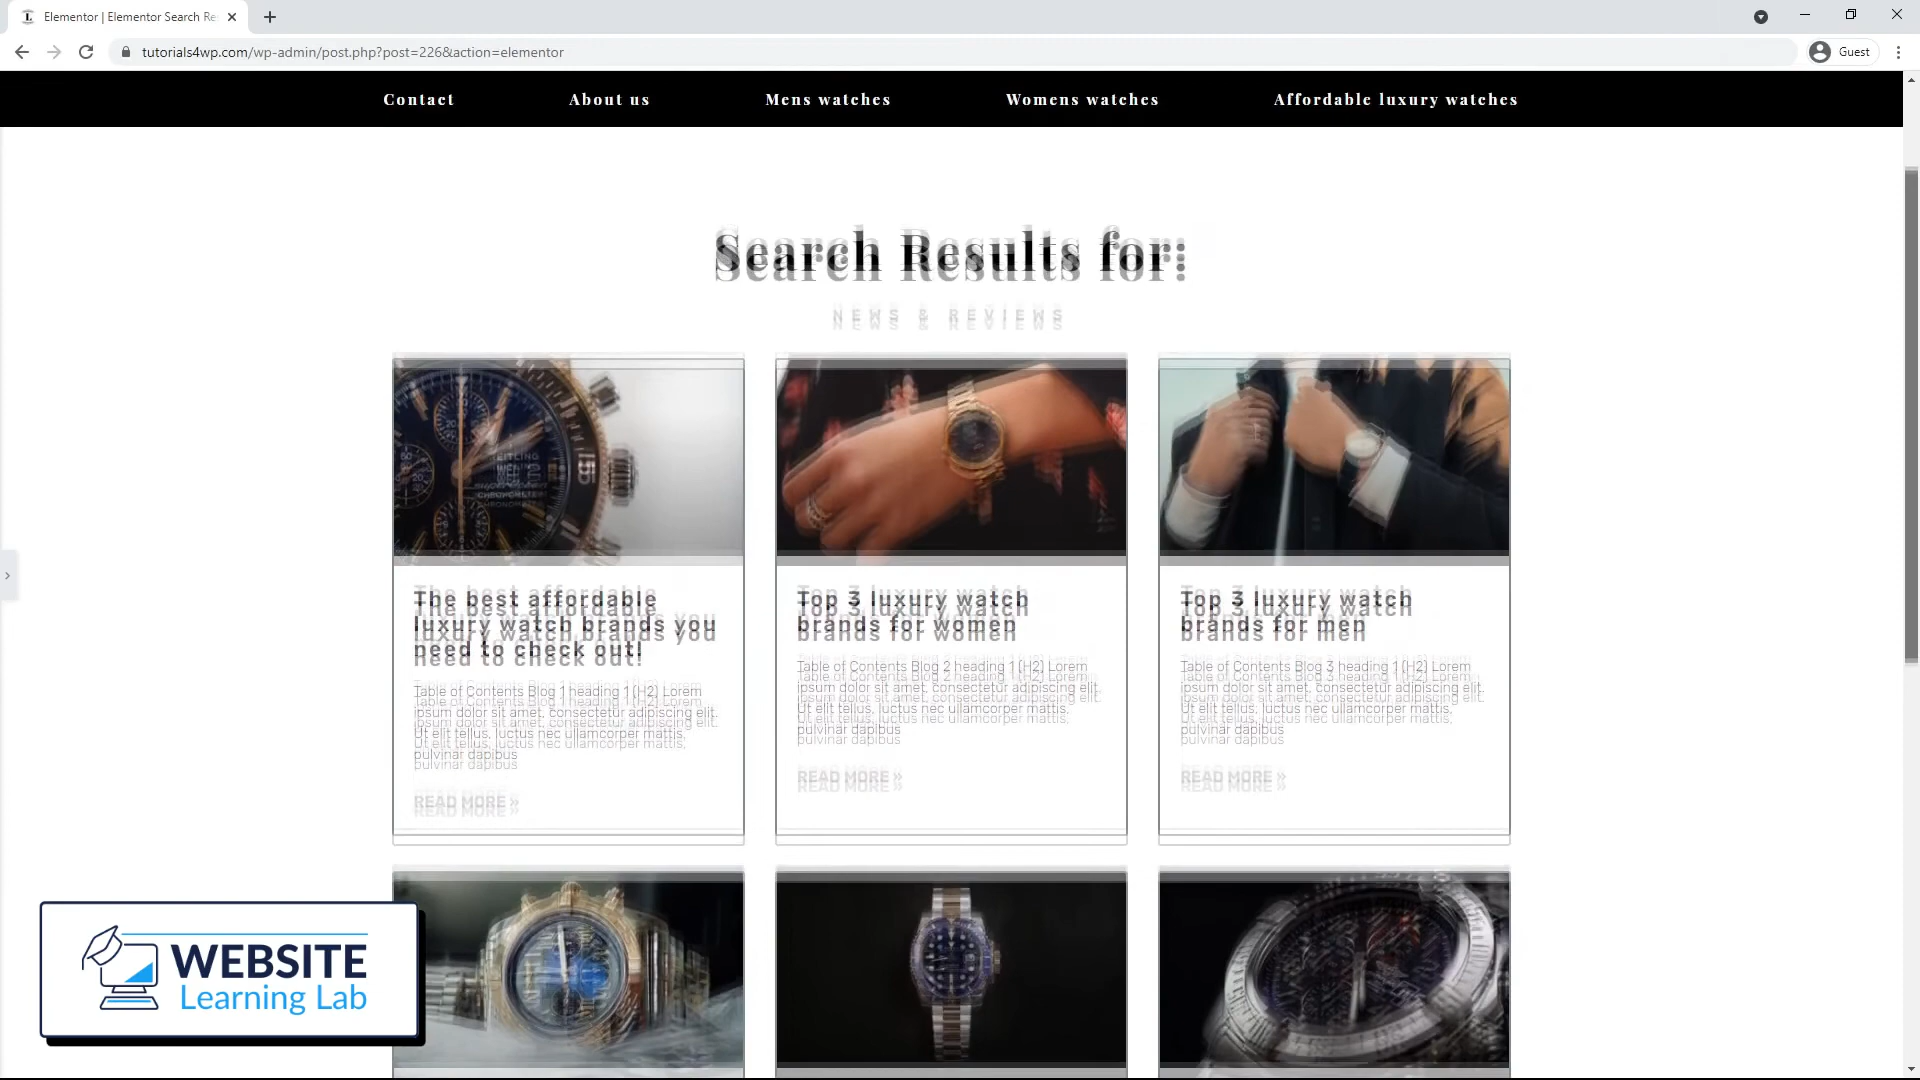 Elementor | Elementor Search Re
tutorials4wp.com/wp-admin/post.php?post=226&action=elementor
Guest
Contact
About us
Mens watches
Womens watches
Affordable luxury watches
Search Results for:
NEWS & REVIEWS
The best affordable
luxury watch brands you
need to check out!
Table of Contents Blog 1 heading 1 (H2) Lorem
ipsum dolor sit amet, consectetur adipiscing elit.
Ut elit tellus, luctus nec ullamcorper mattis,
pulvinar dapibus
READ MORE »
Top 3 luxury watch
brands for women
Table of Contents Blog 2 heading 1 (H2) Lorem
ipsum dolor sit amet, consectetur adipiscing elit.
Ut elit tellus, luctus nec ullamcorper mattis,
pulvinar dapibus
READ MORE »
Top 3 luxury watch
brands for men
Table of Contents Blog 3 heading 1 (H2) Lorem
ipsum dolor sit amet, consectetur adipiscing elit.
Ut elit tellus, luctus nec ullamcorper mattis,
pulvinar dapibus
READ MORE »
WEBSITE
Learning Lab